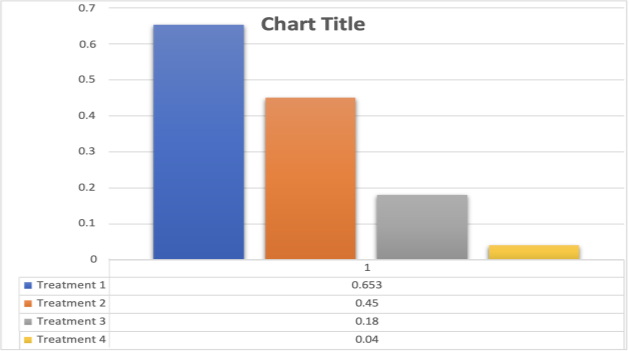 Chart Title
0.7
0.6
0.5
0.4
0.3
0.2
0.1
0
1
Treatment 1 0.653
Treatment 2 0.45
Treatment 3 0.18
Treatment 4 0.04